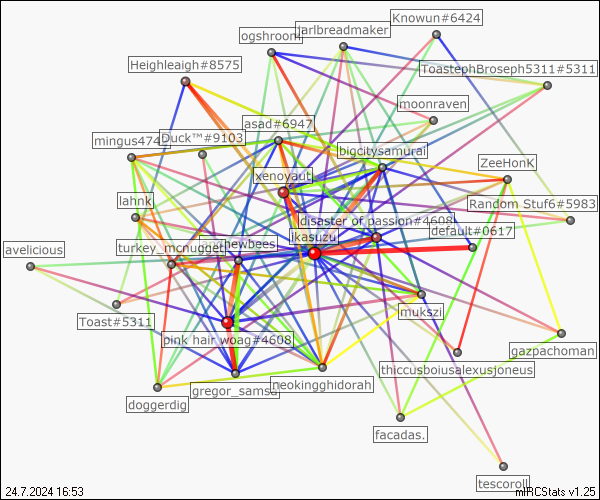 Knowun#6424
ogshroom
jarlbreadmaker
Heighleaigh#8575
ToastephBroseph5311#5311
moonraven
asad#6947
mingus474
Duck™#9103
bigcitysamurai
ZeeHonK
xenoyaut
lahnk
Random Stuf6#5983
disaster of passion#4608
default#0617
ikasuzu
avelicious
turkey_mcnugget
hewbees
mukszi
Toast#5311
pink hair woag#4608
gazpachoman
thiccusboiusalexusjoneus
neokingghidorah
gregor_samsa
doggerdig
facadas.
tescoroll
24.7.2024 16:53
mIRCStats v1.25